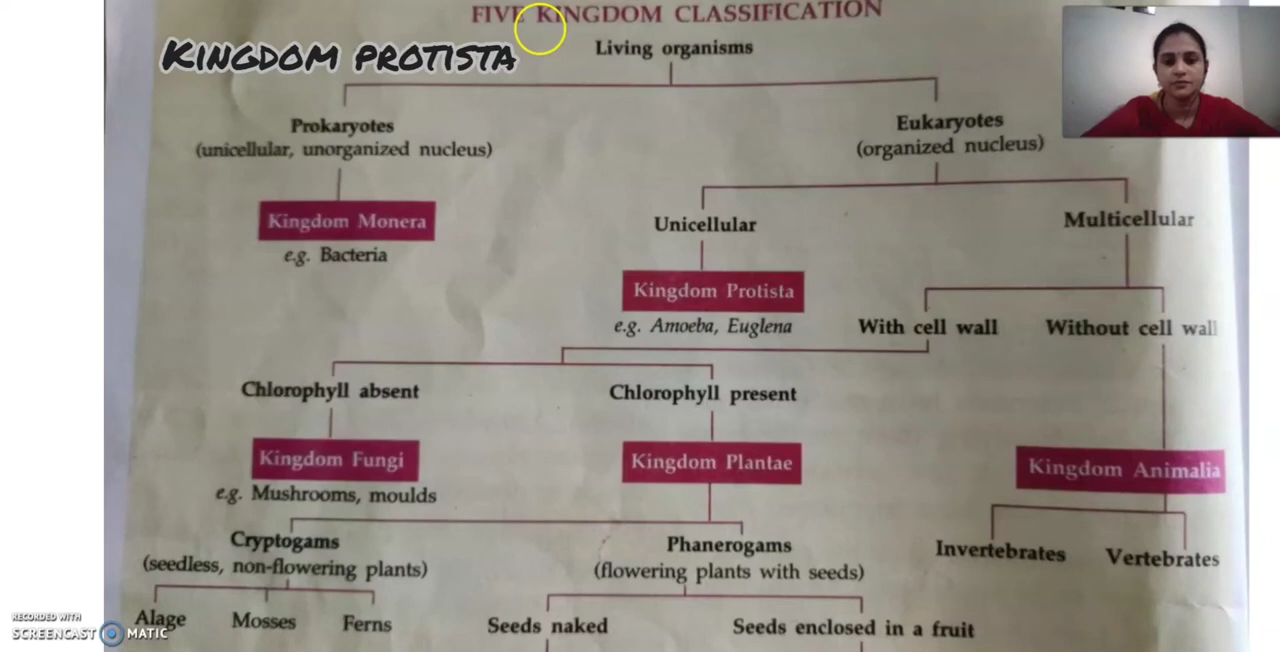 FIVE KINGDOM CLASSIFICATION
KINGDOM PROTISTA
Living organisms
Prokaryotes
(unicellular, unorganized nucleus)
Eukaryotes
(organized nucleus)
Kingdom Monera
e.g. Bacteria
Unicellular
Multicellular
Kingdom Protista
e.g. Amoeba, Euglena
With cell wall
Without cell wall
Chlorophyll absent
Chlorophyll present
Kingdom Fungi
e.g. Mushrooms, moulds
Kingdom Plantae
Kingdom Animalia
Cryptogams
(seedless, non-flowering plants)
Phanerogams
(flowering plants with seeds)
Invertebrates
Vertebrates
Alage
Mosses
Ferns
Seeds naked
Seeds enclosed in a fruit
RECORDED WITH
SCREENCAST MATIC